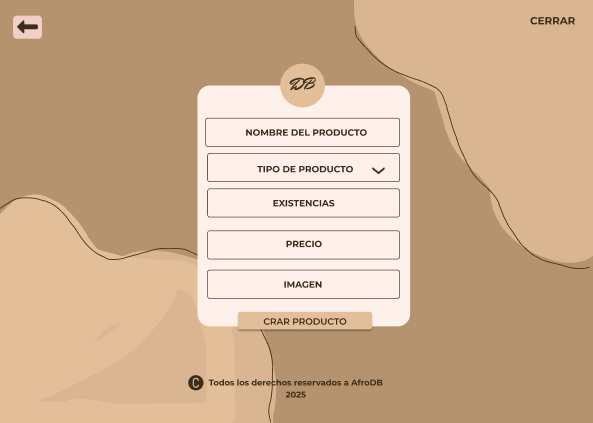 CERRAR
DB
NOMBRE DEL PRODUCTO
TIPO DE PRODUCTO
EXISTENCIAS
PRECIO
IMAGEN
CRAR PRODUCTO
C Todos los derechos reservados a AfroDB
2025